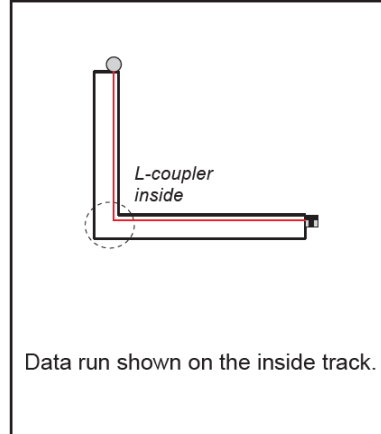 L-coupler
inside
Data run shown on the inside track.